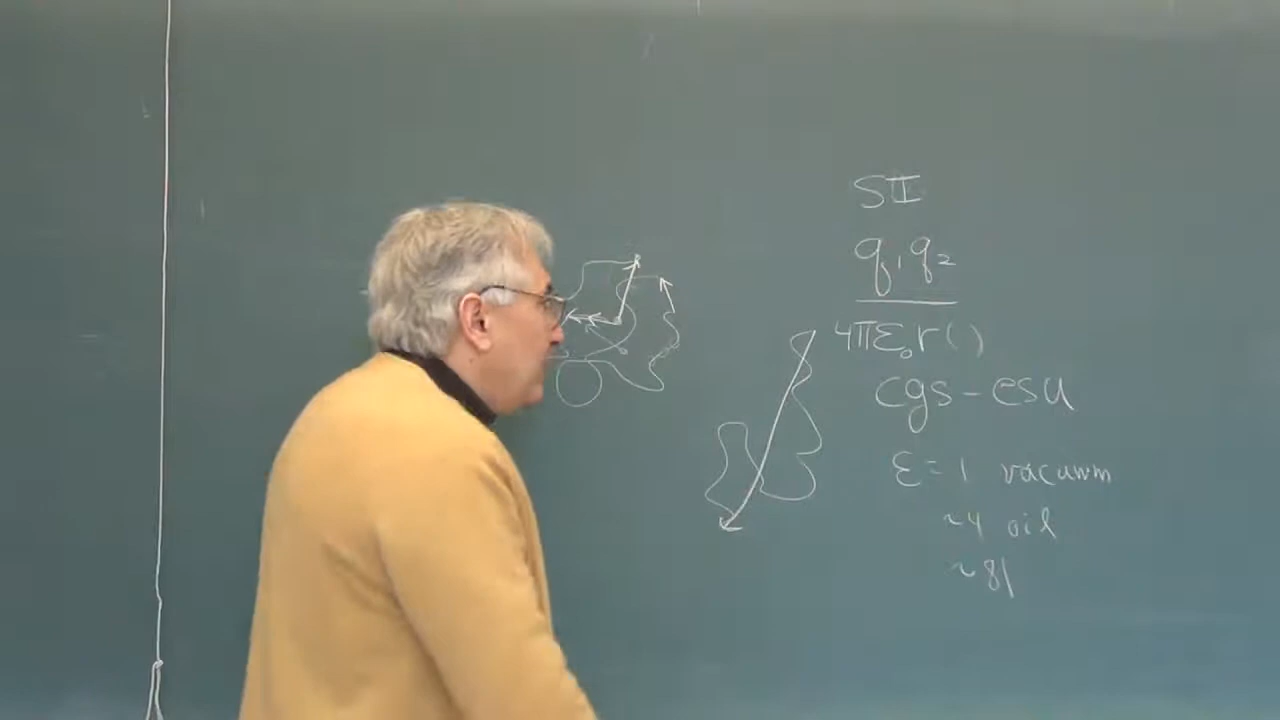 SI
q₁q₂
4πε₀r( )
cgs-esu
ε=1 vacuum
~4 oil
~81